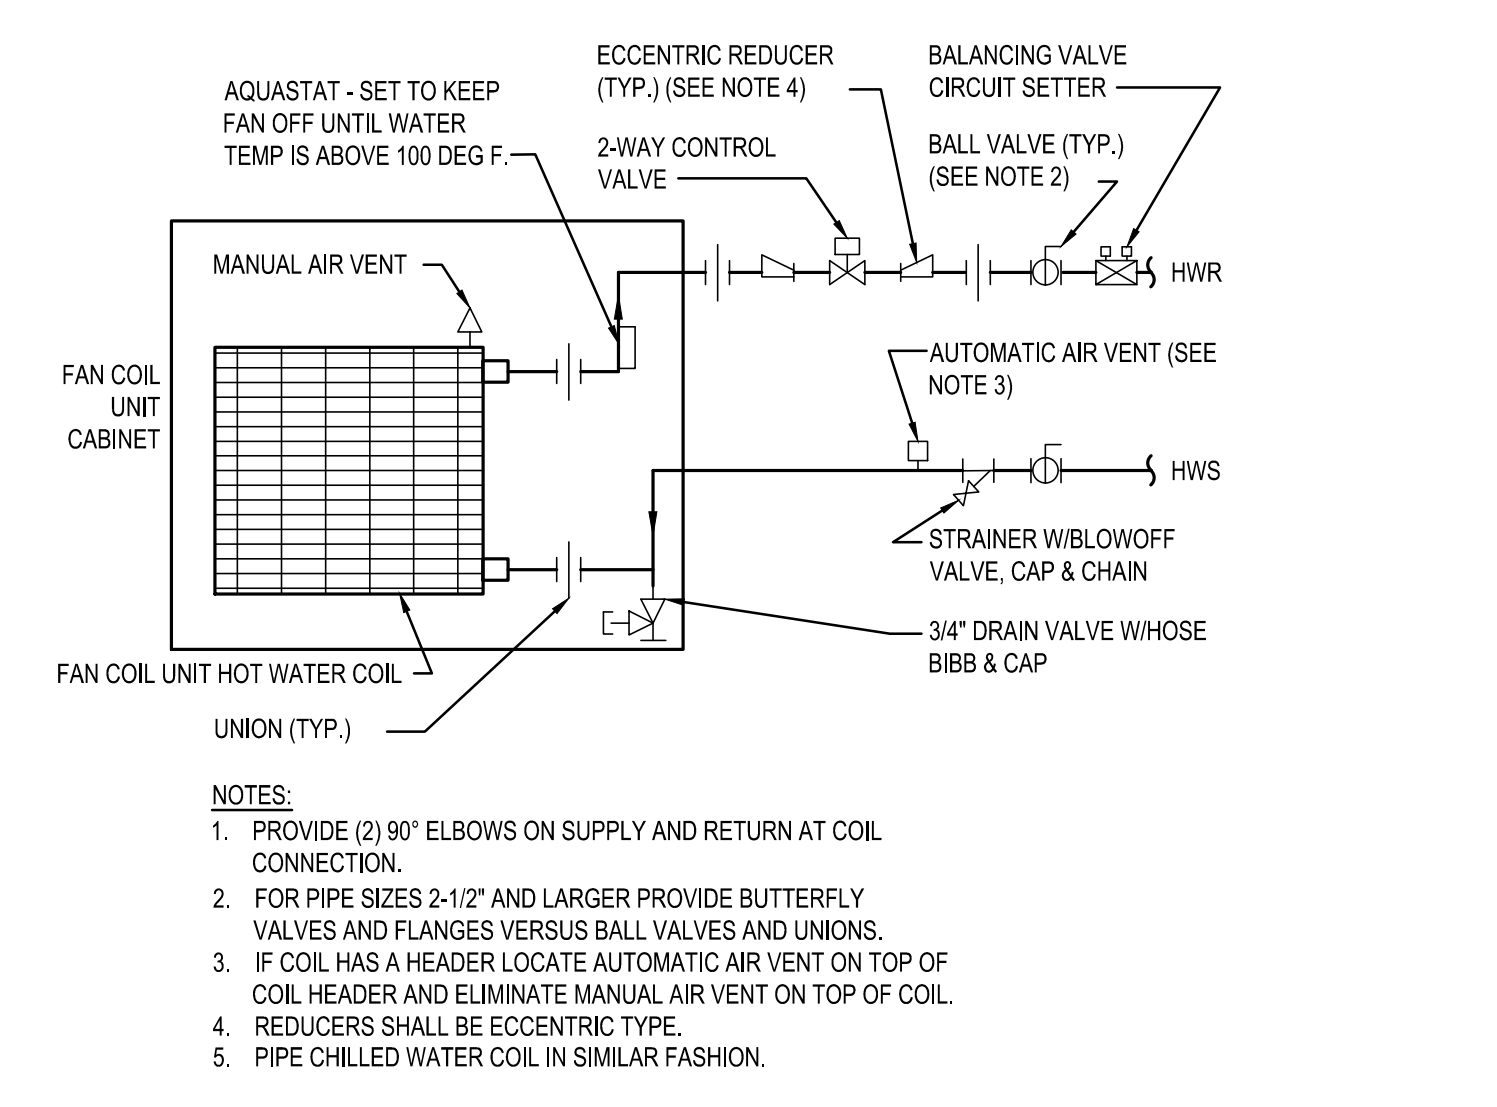 ECCENTRIC REDUCER
(TYP.) (SEE NOTE 4)
BALANCING VALVE
CIRCUIT SETTER
AQUASTAT - SET TO KEEP
FAN OFF UNTIL WATER
TEMP IS ABOVE 100 DEG F.
2-WAY CONTROL
VALVE
BALL VALVE (TYP.)
(SEE NOTE 2)
MANUAL AIR VENT
HWR
FAN COIL
UNIT
CABINET
AUTOMATIC AIR VENT (SEE
NOTE 3)
HWS
STRAINER W/BLOWOFF
VALVE, CAP & CHAIN
3/4" DRAIN VALVE W/HOSE
BIBB & CAP
FAN COIL UNIT HOT WATER COIL
UNION (TYP.)
NOTES:
1. PROVIDE (2) 90° ELBOWS ON SUPPLY AND RETURN AT COIL
CONNECTION.
2. FOR PIPE SIZES 2-1/2" AND LARGER PROVIDE BUTTERFLY
VALVES AND FLANGES VERSUS BALL VALVES AND UNIONS.
3. IF COIL HAS A HEADER LOCATE AUTOMATIC AIR VENT ON TOP OF
COIL HEADER AND ELIMINATE MANUAL AIR VENT ON TOP OF COIL.
4. REDUCERS SHALL BE ECCENTRIC TYPE.
5. PIPE CHILLED WATER COIL IN SIMILAR FASHION.